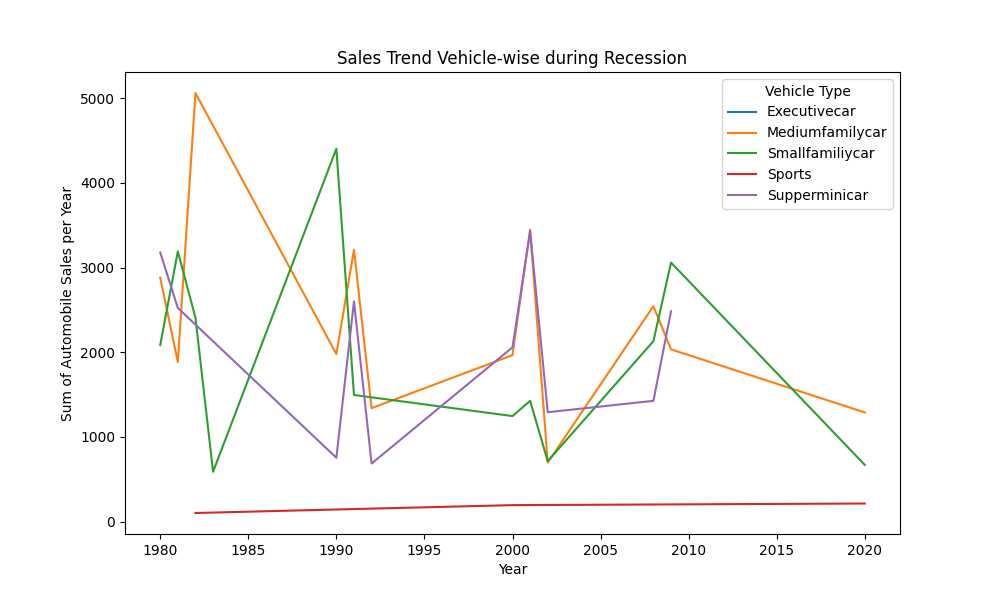 Sales Trend Vehicle-wise during Recession
Sum of Automobile Sales per Year
5000
4000
3000
2000
1000
0
Vehicle Type
Executivecar
Mediumfamilycar
Smallfamiliycar
Sports
Supperminicar
1980 1985 1990 1995 2000 2005 2010 2015 2020
Year